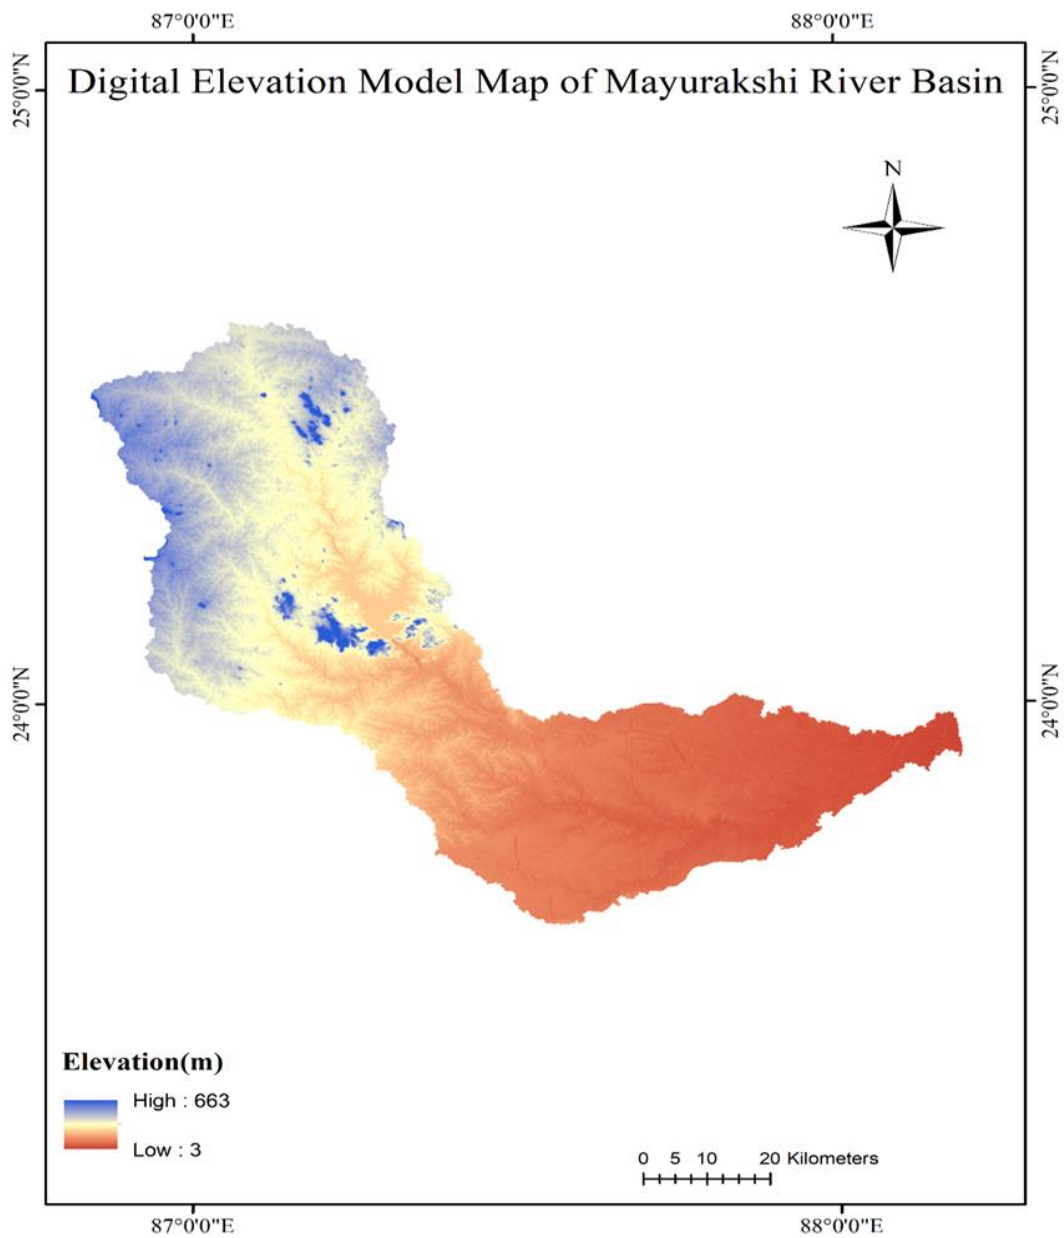 87°0'0"E
88°0'0"E
25°0'0"N
25°0'0"N
Digital Elevation Model Map of Mayurakshi River Basin
N
24°0'0"N
24°0'0"N
Elevation(m)
High : 663
Low : 3
0 5 10 20 Kilometers
87°0'0"E
88°0'0"E